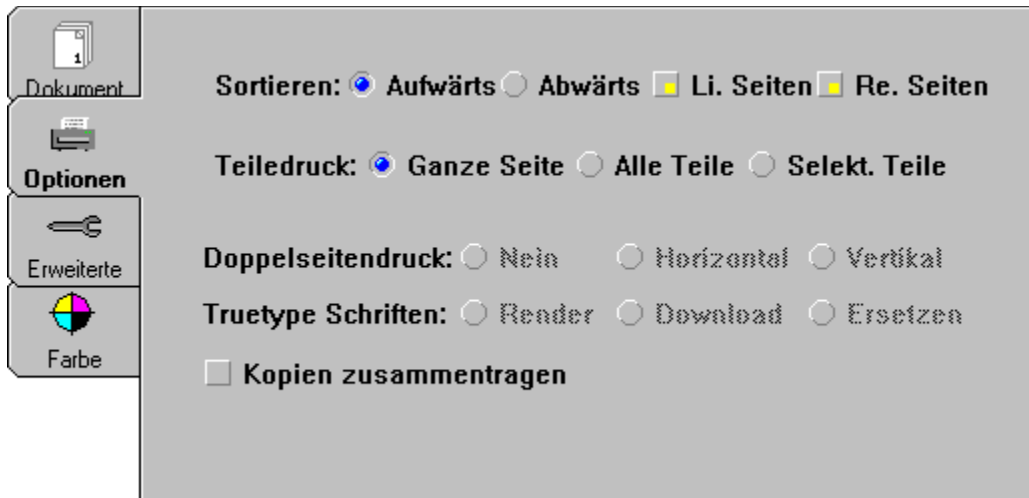 1
Dokument
Optionen
Erweiterte
Farbe
Sortieren: Aufwärts Abwärts Li. Seiten Re. Seiten
Teiledruck: Ganze Seite Alle Teile Selekt. Teile
Doppelseitendruck: Nein Horizontal Vertikal
Truetype Schriften: Render Download Ersetzen
Kopien zusammentragen